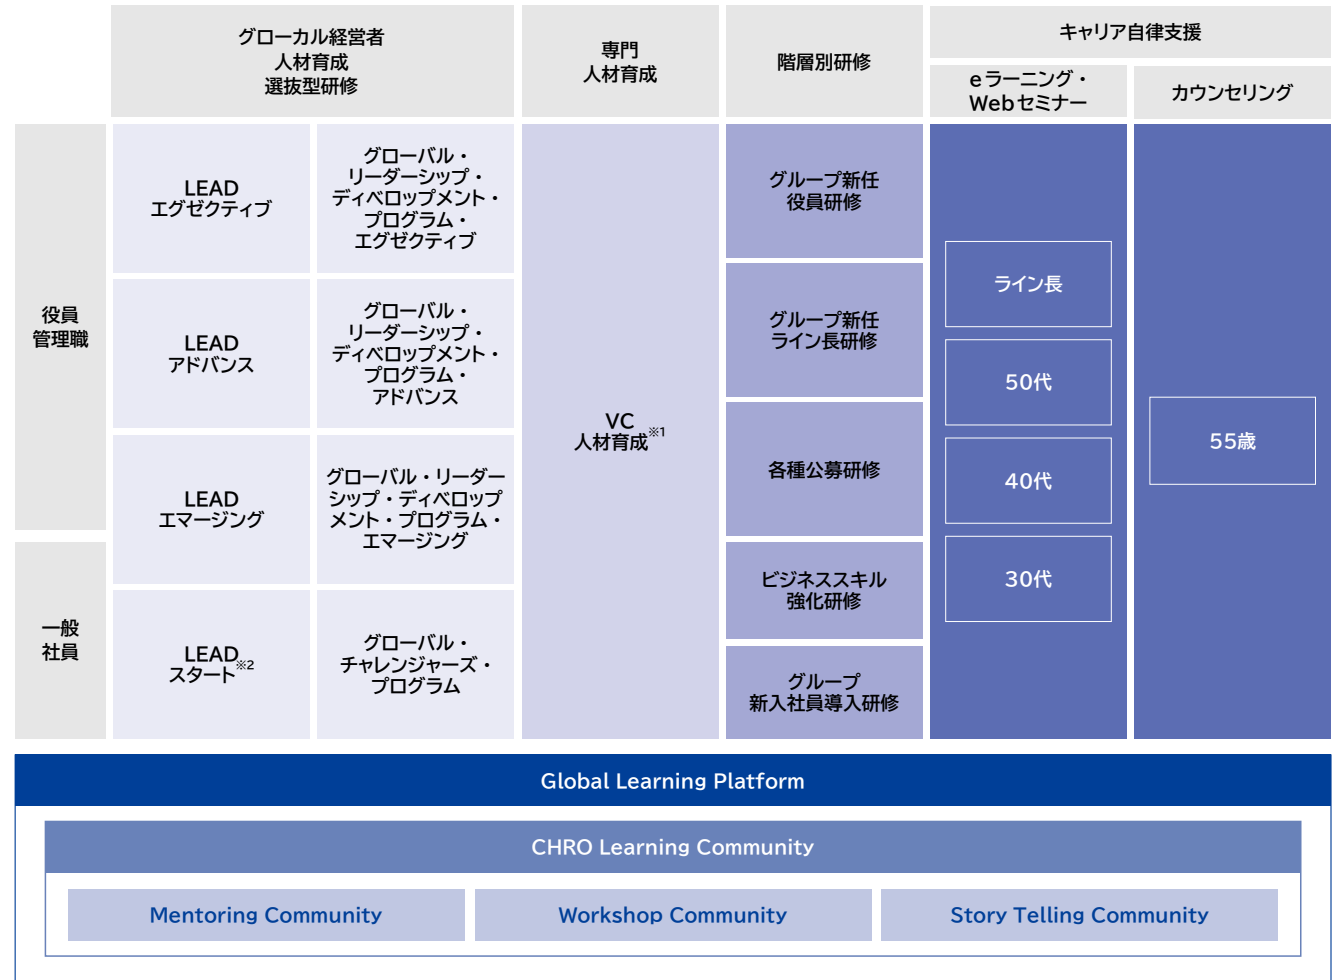 グローカル経営者
人材育成
選抜型研修
専門
人材育成
階層別研修
キャリア自律支援
eラーニング・
Webセミナー
カウンセリング
役員
管理職
一般
社員
LEAD
エグゼクティブ
グローバル・
リーダーシップ・
ディベロップメント・
プログラム・
エグゼクティブ
LEAD
アドバンス
グローバル・
リーダーシップ・
ディベロップメント・
プログラム・
アドバンス
LEAD
エマージング
グローバル・リーダー
シップ・ディベロップ
メント・プログラム・
エマージング
LEAD
スタート※2
グローバル・
チャレンジャーズ・
プログラム
VC
人材育成※1
グループ新任
役員研修
グループ新任
ライン長研修
各種公募研修
ビジネススキル
強化研修
グループ
新入社員導入研修
ライン長
50代
40代
30代
55歳
Global Learning Platform
CHRO Learning Community
Mentoring Community
Workshop Community
Story Telling Community